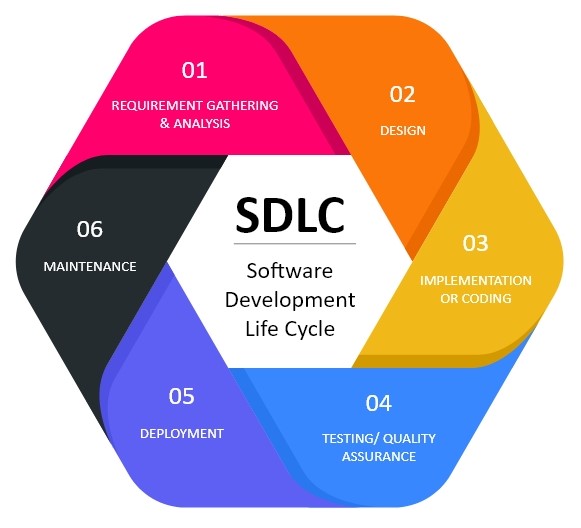 01
REQUIREMENT GATHERING
& ANALYSIS
02
DESIGN
03
IMPLEMENTATION
OR CODING
04
TESTING/ QUALITY
ASSURANCE
05
DEPLOYMENT
06
MAINTENANCE
SDLC
Software
Development
Life Cycle